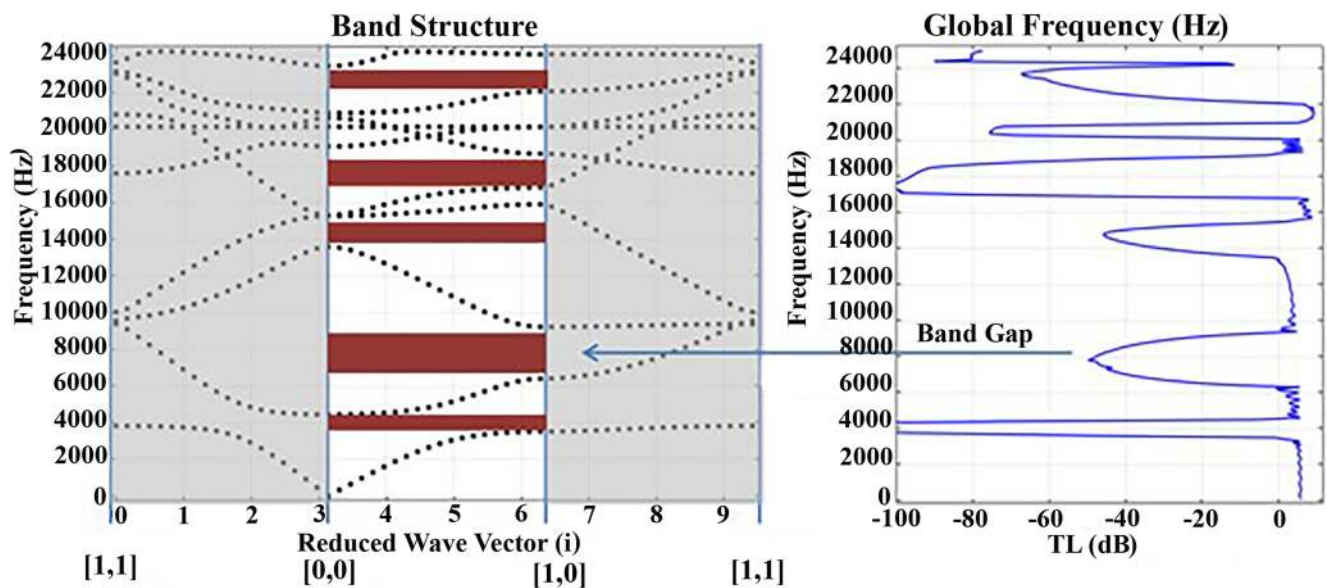 Band Structure
Frequency (Hz)
24000
22000
20000
18000
16000
14000
12000
10000
8000
6000
4000
2000
0
0 1 2 3 4 5 6 7 8 9
Reduced Wave Vector (i)
[1,1] [0,0] [1,0] [1,1]
Global Frequency (Hz)
Frequency (Hz)
24000
22000
20000
18000
16000
14000
12000
10000
8000
6000
4000
2000
0
Band Gap
-100 -80 -60 -40 -20 0
TL (dB)